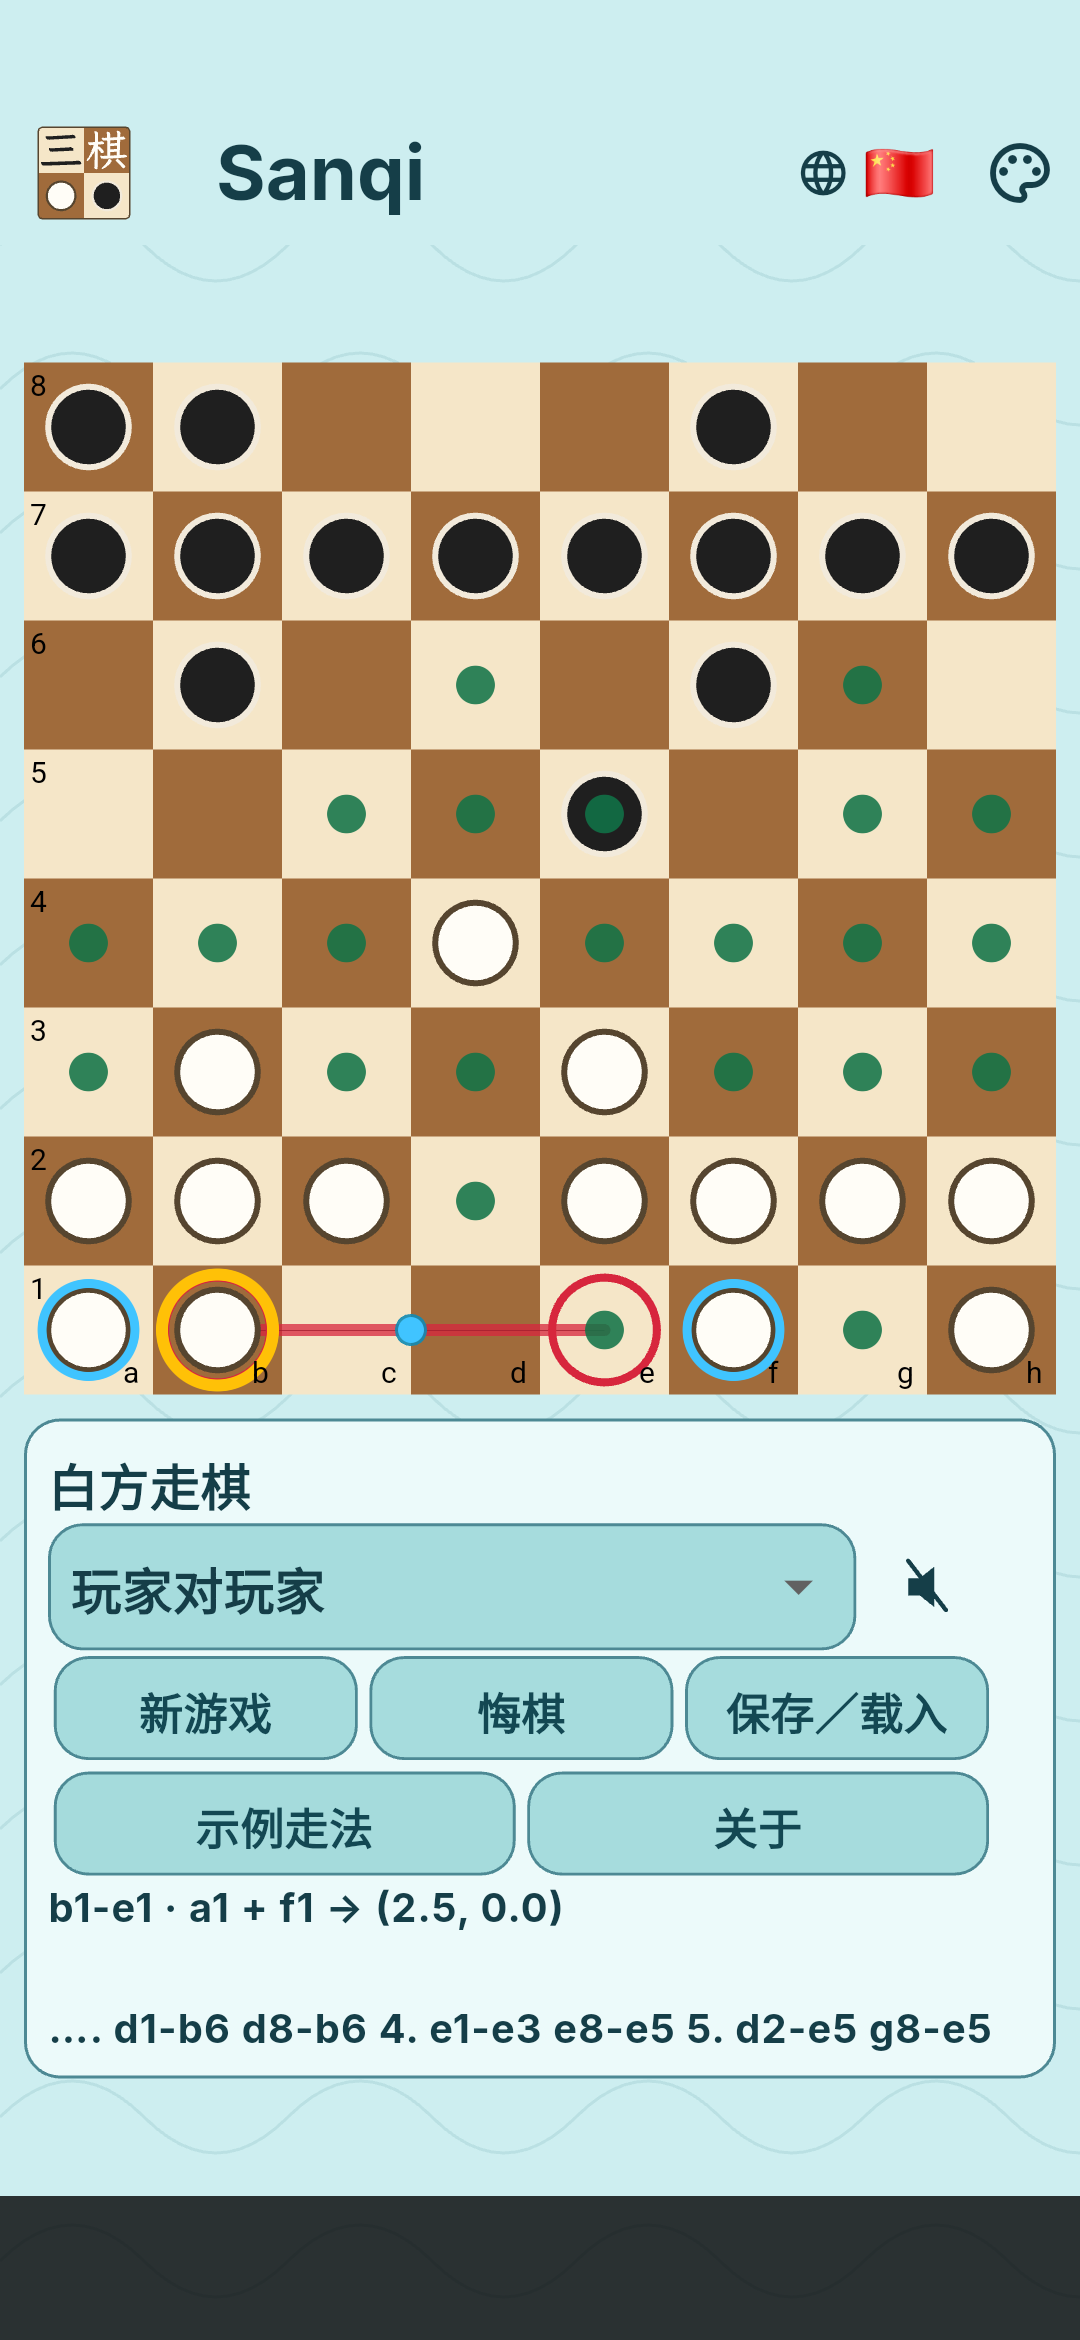 三棋
Sanqi
8
7
6
5
4
3
2
1
a b c d e f g h
白方走棋
玩家对玩家
新游戏 悔棋 保存／载入
示例走法 关于
b1-e1 · a1 + f1 → (2.5, 0.0)
.... d1-b6 d8-b6 4. e1-e3 e8-e5 5. d2-e5 g8-e5